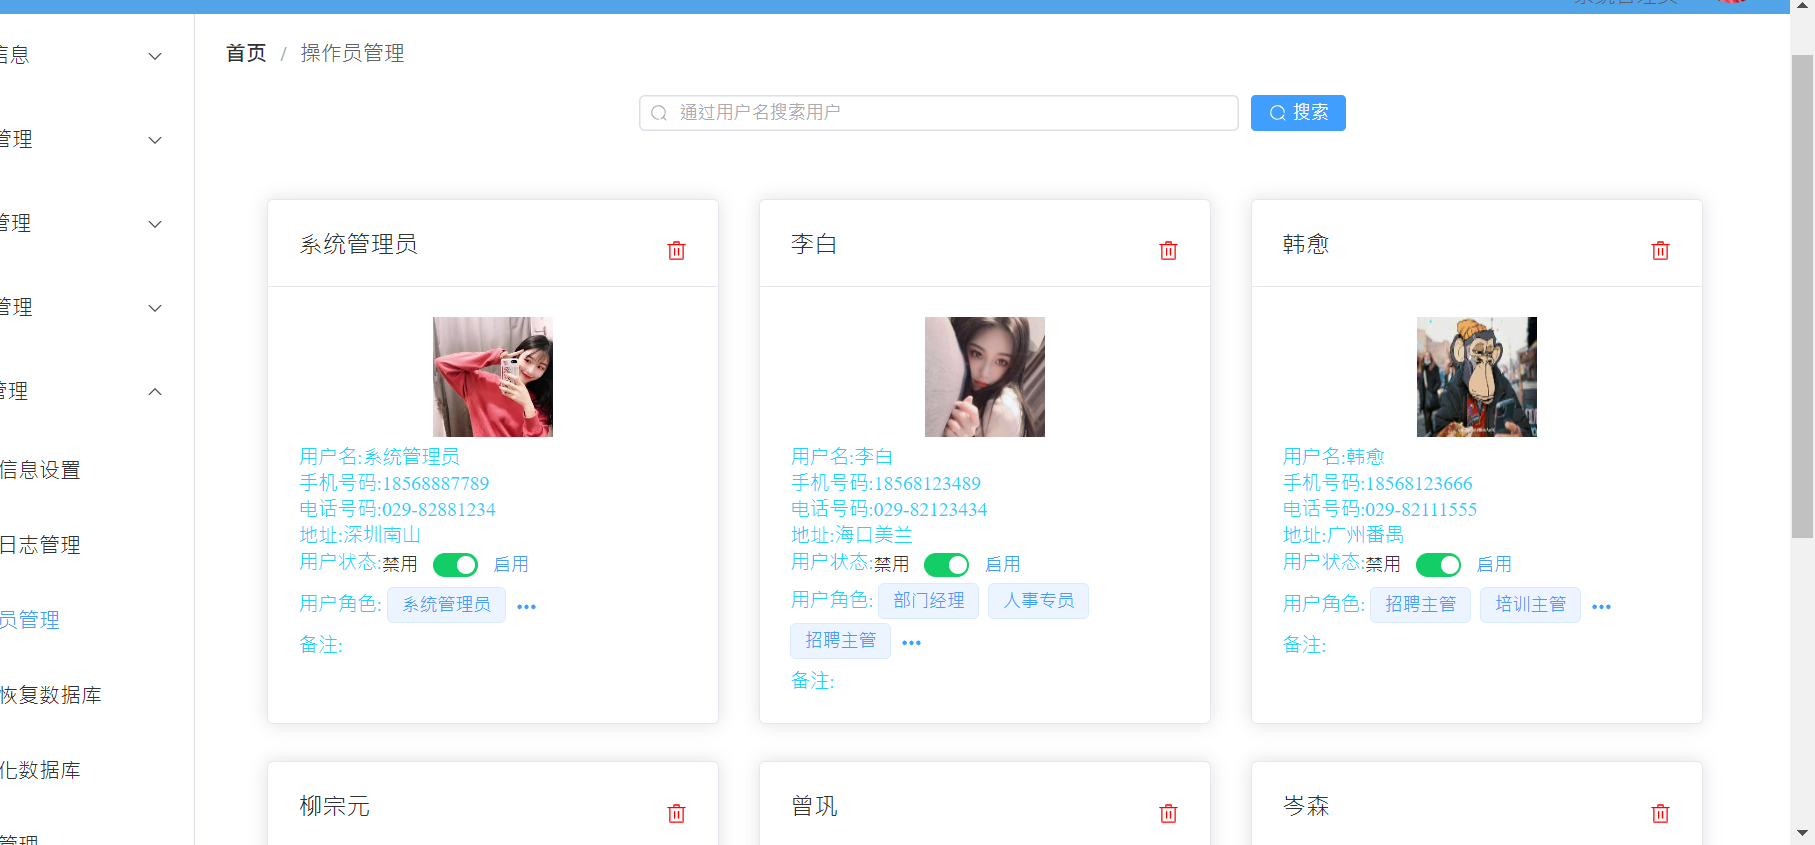 系统管理员
信息
管理
管理
管理
管理
信息设置
日志管理
员管理
恢复数据库
化数据库
管理
首页 / 操作员管理
通过用户名搜索用户
搜索
系统管理员
用户名:系统管理员
手机号码:18568887789
电话号码:029-82881234
地址:深圳南山
用户状态:禁用 启用
用户角色: 系统管理员 •••
备注:
李白
用户名:李白
手机号码:18568123489
电话号码:029-82123434
地址:海口美兰
用户状态:禁用 启用
用户角色: 部门经理 人事专员
招聘主管 •••
备注:
韩愈
用户名:韩愈
手机号码:18568123666
电话号码:029-82111555
地址:广州番禺
用户状态:禁用 启用
用户角色: 招聘主管 培训主管 •••
备注:
柳宗元
曾巩
岑森